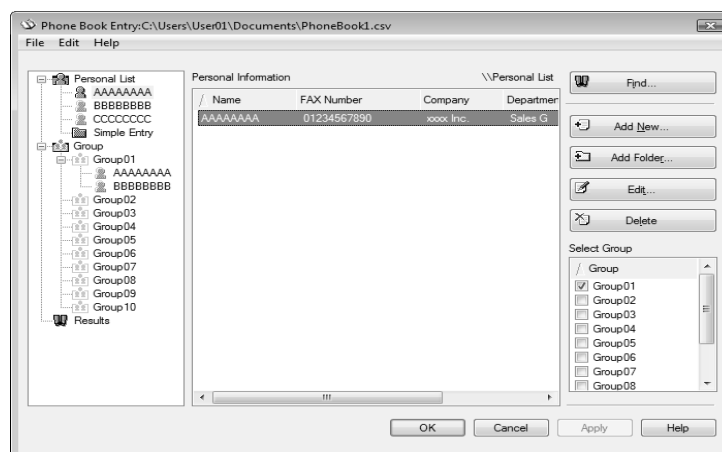 Phone Book Entry:C:\Users\User01\Documents\PhoneBook1.csv
File Edit Help
Personal List
AAAAAAAA
BBBBBBBB
CCCCCCCC
Simple Entry
Group
Group01
AAAAAAAA
BBBBBBBB
Group02
Group03
Group04
Group05
Group06
Group07
Group08
Group09
Group10
Results
Personal Information \\Personal List
/ Name FAX Number Company Departmer
AAAAAAAA 01234567890 xxxx Inc. Sales G
Find...
Add New...
Add Folder...
Edit...
Delete
Select Group
/ Group
Group01
Group02
Group03
Group04
Group05
Group06
Group07
Group08
OK Cancel Apply Help